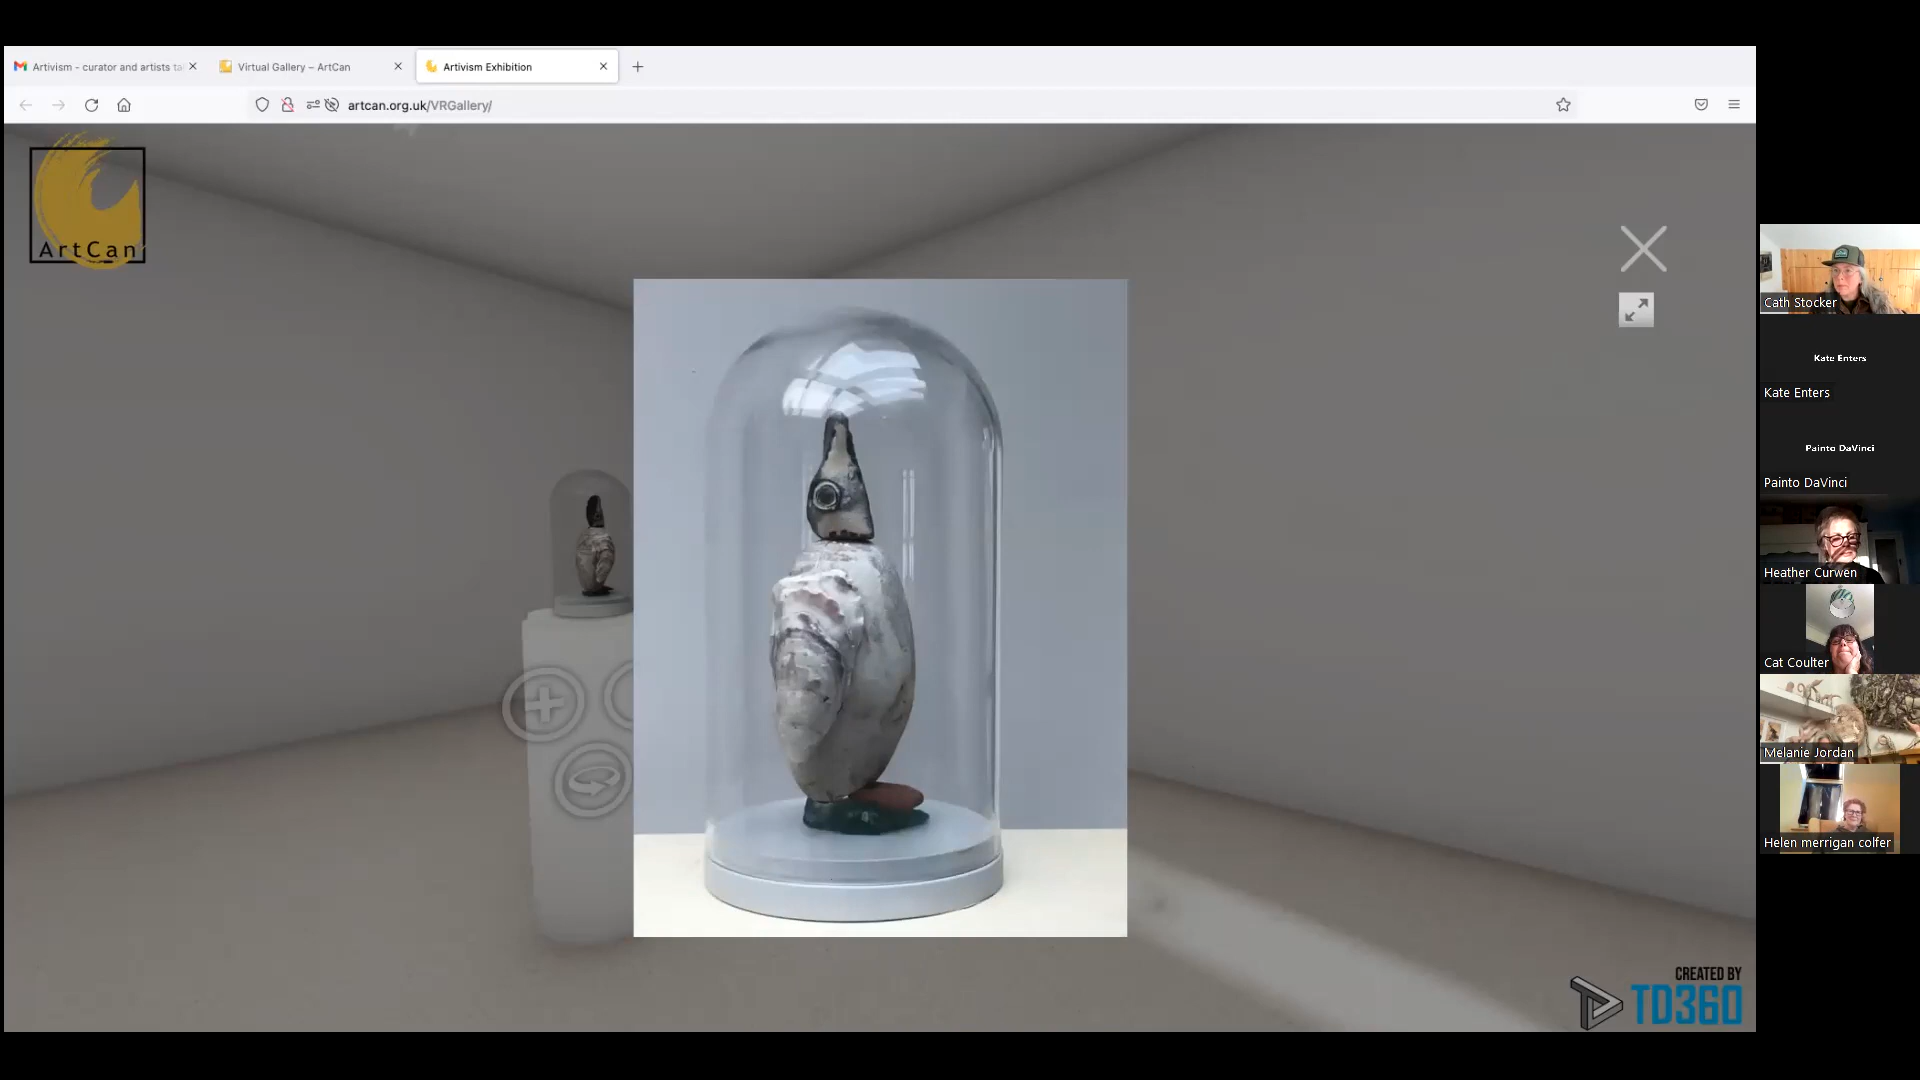 Artivism - curator and artists ta
Virtual Gallery – ArtCan
Artivism Exhibition
artcan.org.uk/VRGallery/
ArtCan
Cath Stocker
Kate Enters
Kate Enters
Painto DaVinci
Painto DaVinci
Heather Curwen
Cat Coulter
Melanie Jordan
Helen merrigan colfer
CREATED BY
TD360